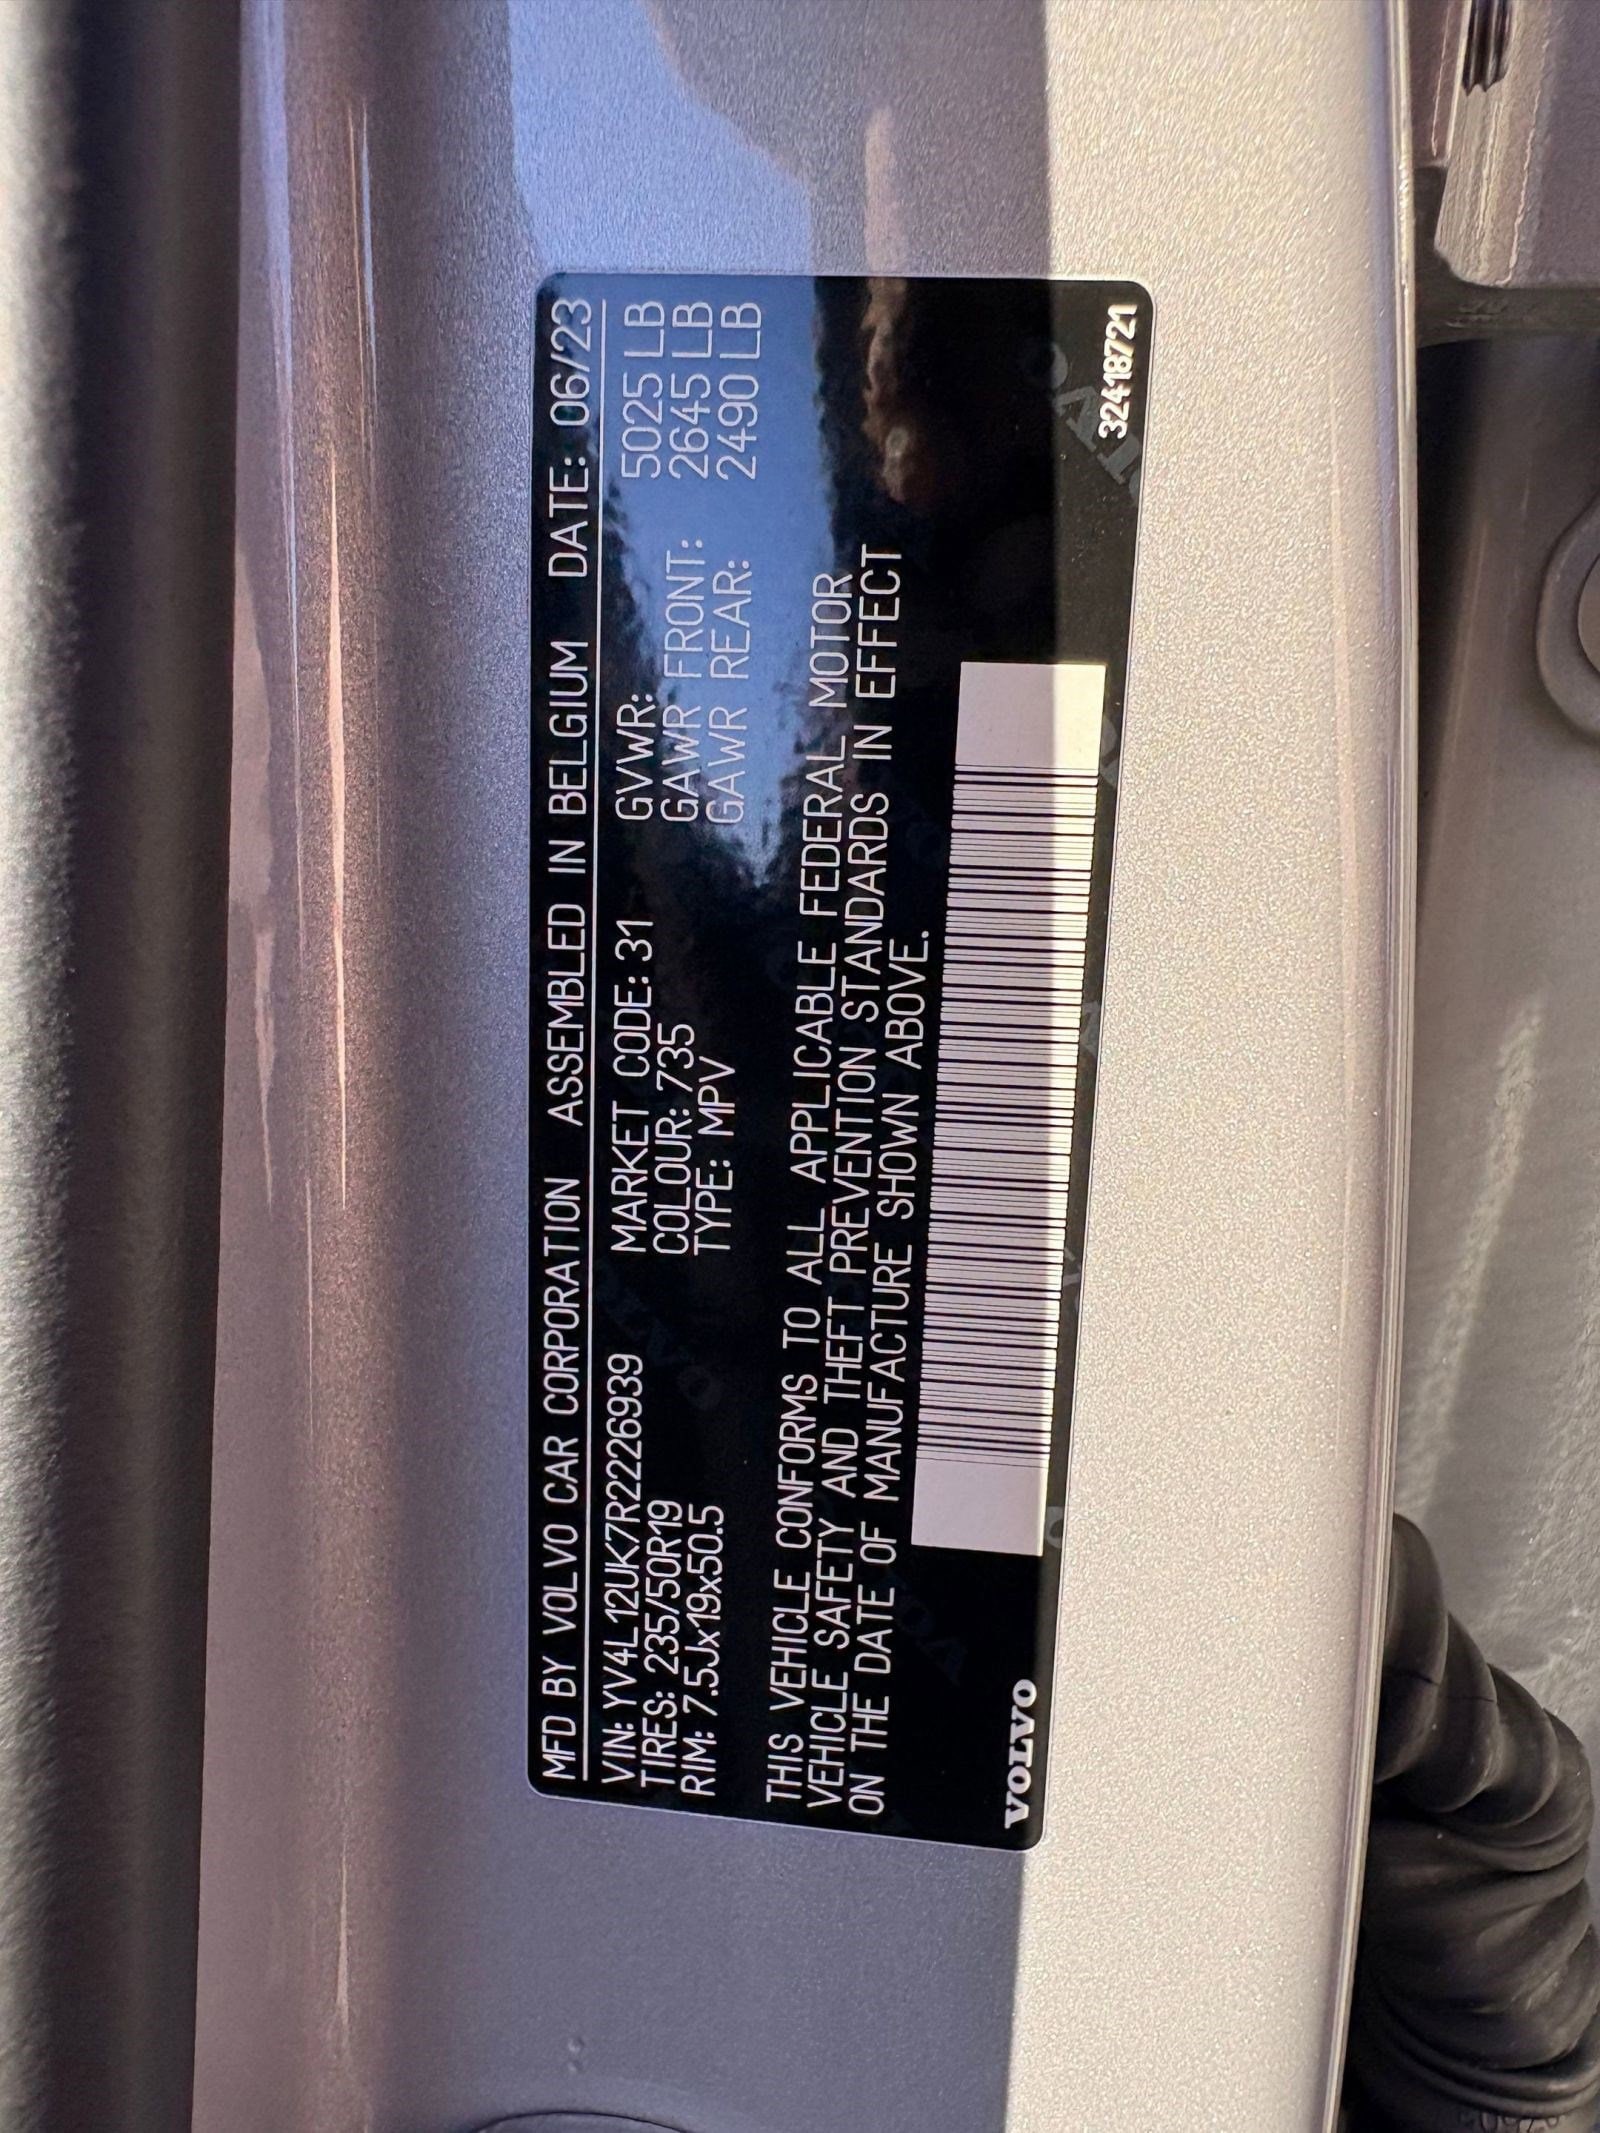 MFD BY VOLVO CAR CORPORATION ASSEMBLED IN BELGIUM DATE: 06/23
VIN: YV4L12UK7R2226939 MARKET CODE: 31 GVWR: 5025 LB
TIRES: 235/50R19 COLOUR: 735 GAWR FRONT: 2645 LB
RIM: 7.5Jx19x50.5 TYPE: MPV GAWR REAR: 2490 LB
THIS VEHICLE CONFORMS TO ALL APPLICABLE FEDERAL MOTOR
VEHICLE SAFETY AND THEFT PREVENTION STANDARDS IN EFFECT
ON THE DATE OF MANUFACTURE SHOWN ABOVE.
VOLVO 32418721